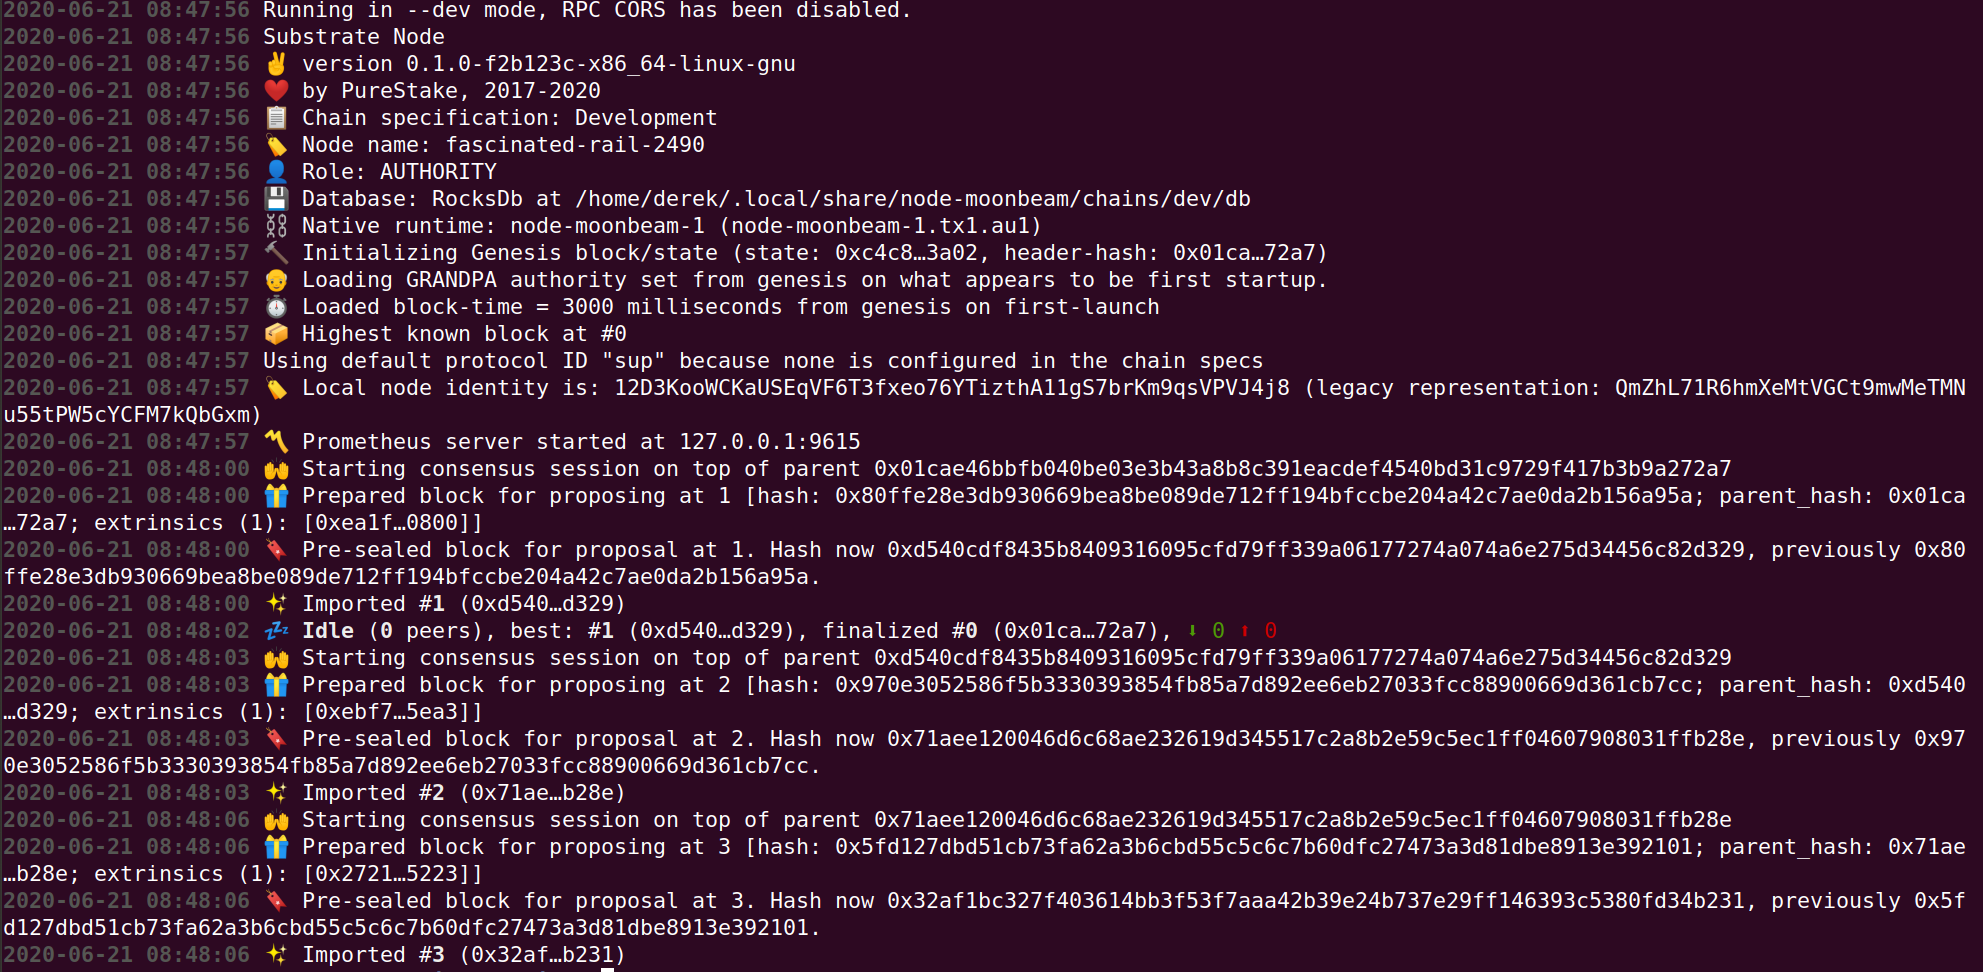 2020-06-21 08:47:56 Running in --dev mode, RPC CORS has been disabled.
2020-06-21 08:47:56 Substrate Node
2020-06-21 08:47:56 ✌️ version 0.1.0-f2b123c-x86_64-linux-gnu
2020-06-21 08:47:56 ❤️ by PureStake, 2017-2020
2020-06-21 08:47:56 📋 Chain specification: Development
2020-06-21 08:47:56 🏷 Node name: fascinated-rail-2490
2020-06-21 08:47:56 👤 Role: AUTHORITY
2020-06-21 08:47:56 💾 Database: RocksDb at /home/derek/.local/share/node-moonbeam/chains/dev/db
2020-06-21 08:47:56 ⛓ Native runtime: node-moonbeam-1 (node-moonbeam-1.tx1.au1)
2020-06-21 08:47:57 🔨 Initializing Genesis block/state (state: 0xc4c8…3a02, header-hash: 0x01ca…72a7)
2020-06-21 08:47:57 👴 Loading GRANDPA authority set from genesis on what appears to be first startup.
2020-06-21 08:47:57 ⏱ Loaded block-time = 3000 milliseconds from genesis on first-launch
2020-06-21 08:47:57 📦 Highest known block at #0
2020-06-21 08:47:57 Using default protocol ID "sup" because none is configured in the chain specs
2020-06-21 08:47:57 🏷 Local node identity is: 12D3KooWCKaUSEqVF6T3fxeo76YTizthA11gS7brKm9qsVPVJ4j8 (legacy representation: QmZhL71R6hmXeMtVGCt9mwMeTMN
u55tPW5cYCFM7kQbGxm)
2020-06-21 08:47:57 〽️ Prometheus server started at 127.0.0.1:9615
2020-06-21 08:48:00 🙌 Starting consensus session on top of parent 0x01cae46bbfb040be03e3b43a8b8c391eacdef4540bd31c9729f417b3b9a272a7
2020-06-21 08:48:00 🎁 Prepared block for proposing at 1 [hash: 0x80ffe28e3db930669bea8be089de712ff194bfccbe204a42c7ae0da2b156a95a; parent_hash: 0x01ca
…72a7; extrinsics (1): [0xea1f…0800]]
2020-06-21 08:48:00 🔖 Pre-sealed block for proposal at 1. Hash now 0xd540cdf8435b8409316095cfd79ff339a06177274a074a6e275d34456c82d329, previously 0x80
ffe28e3db930669bea8be089de712ff194bfccbe204a42c7ae0da2b156a95a.
2020-06-21 08:48:00 ✨ Imported #1 (0xd540…d329)
2020-06-21 08:48:02 💤 Idle (0 peers), best: #1 (0xd540…d329), finalized #0 (0x01ca…72a7), ⬇ 0 ⬆ 0
2020-06-21 08:48:03 🙌 Starting consensus session on top of parent 0xd540cdf8435b8409316095cfd79ff339a06177274a074a6e275d34456c82d329
2020-06-21 08:48:03 🎁 Prepared block for proposing at 2 [hash: 0x970e3052586f5b3330393854fb85a7d892ee6eb27033fcc88900669d361cb7cc; parent_hash: 0xd540
…d329; extrinsics (1): [0xebf7…5ea3]]
2020-06-21 08:48:03 🔖 Pre-sealed block for proposal at 2. Hash now 0x71aee120046d6c68ae232619d345517c2a8b2e59c5ec1ff04607908031ffb28e, previously 0x97
0e3052586f5b3330393854fb85a7d892ee6eb27033fcc88900669d361cb7cc.
2020-06-21 08:48:03 ✨ Imported #2 (0x71ae…b28e)
2020-06-21 08:48:06 🙌 Starting consensus session on top of parent 0x71aee120046d6c68ae232619d345517c2a8b2e59c5ec1ff04607908031ffb28e
2020-06-21 08:48:06 🎁 Prepared block for proposing at 3 [hash: 0x5fd127dbd51cb73fa62a3b6cbd55c5c6c7b60dfc27473a3d81dbe8913e392101; parent_hash: 0x71ae
…b28e; extrinsics (1): [0x2721…5223]]
2020-06-21 08:48:06 🔖 Pre-sealed block for proposal at 3. Hash now 0x32af1bc327f403614bb3f53f7aaa42b39e24b737e29ff146393c5380fd34b231, previously 0x5f
d127dbd51cb73fa62a3b6cbd55c5c6c7b60dfc27473a3d81dbe8913e392101.
2020-06-21 08:48:06 ✨ Imported #3 (0x32af…b231)